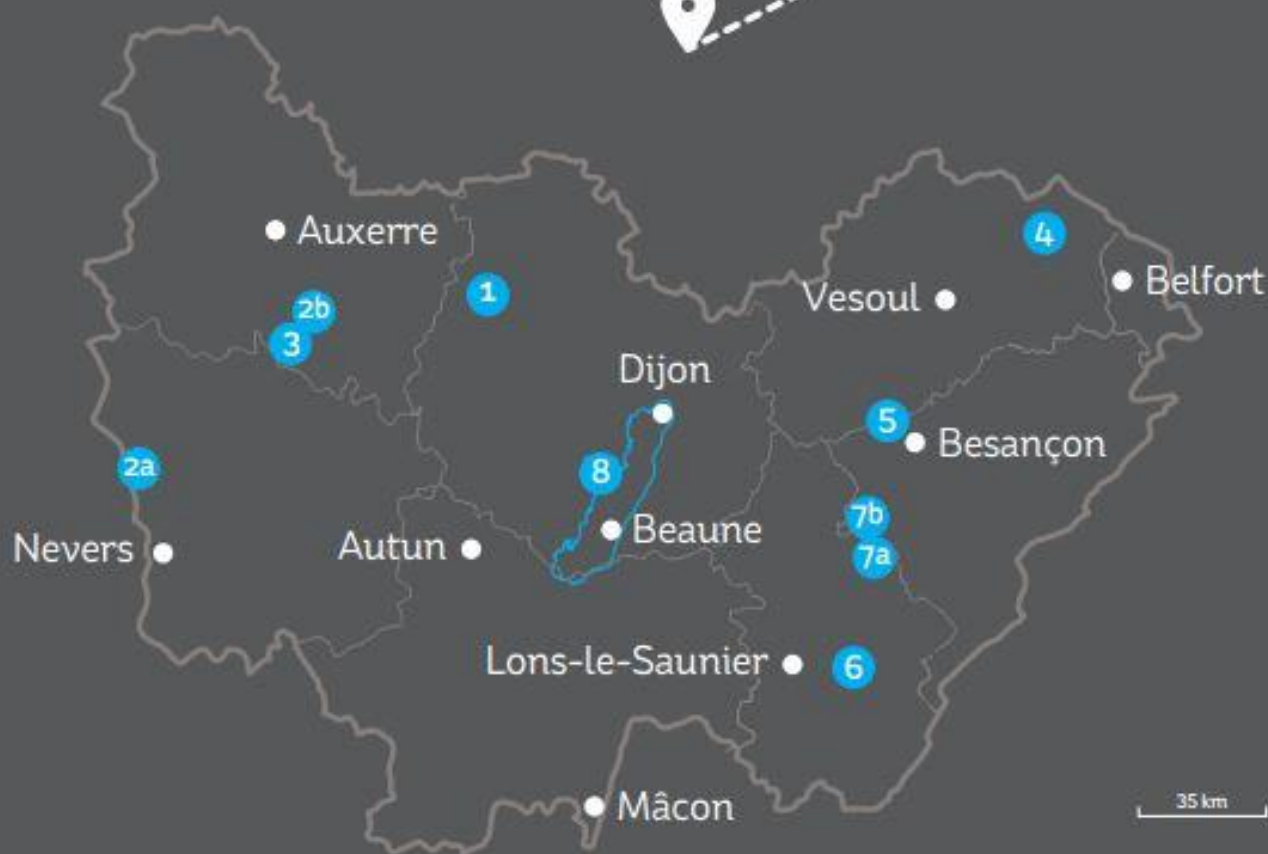 Auxerre
4
Belfort
1
Vesoul
2b
3
Dijon
5
Besançon
2a
8
7b
Beaune
Autun
Nevers
7a
Lons-le-Saunier
6
Mâcon
35 km